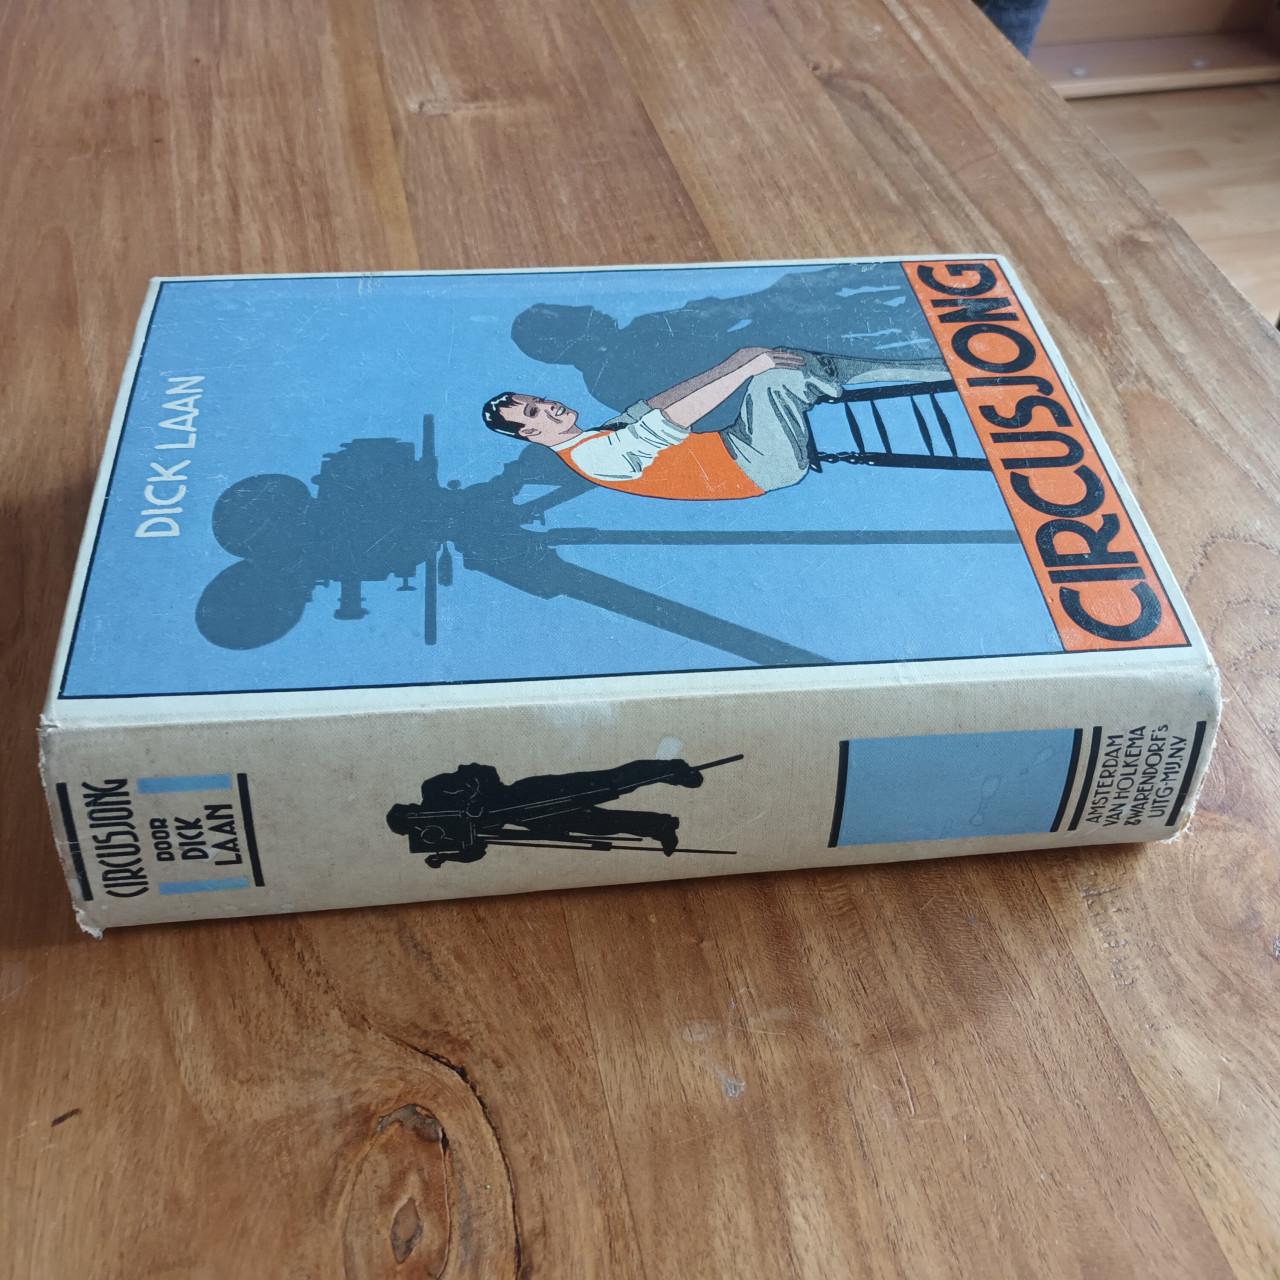 DICK LAAN
CIRCUSJONG
CIRCUSJONG
DOOR
DICK
LAAN
AMSTERDAM
VAN HOLKEMA
& WARENDORF'S
UITG-MIJ.N.V